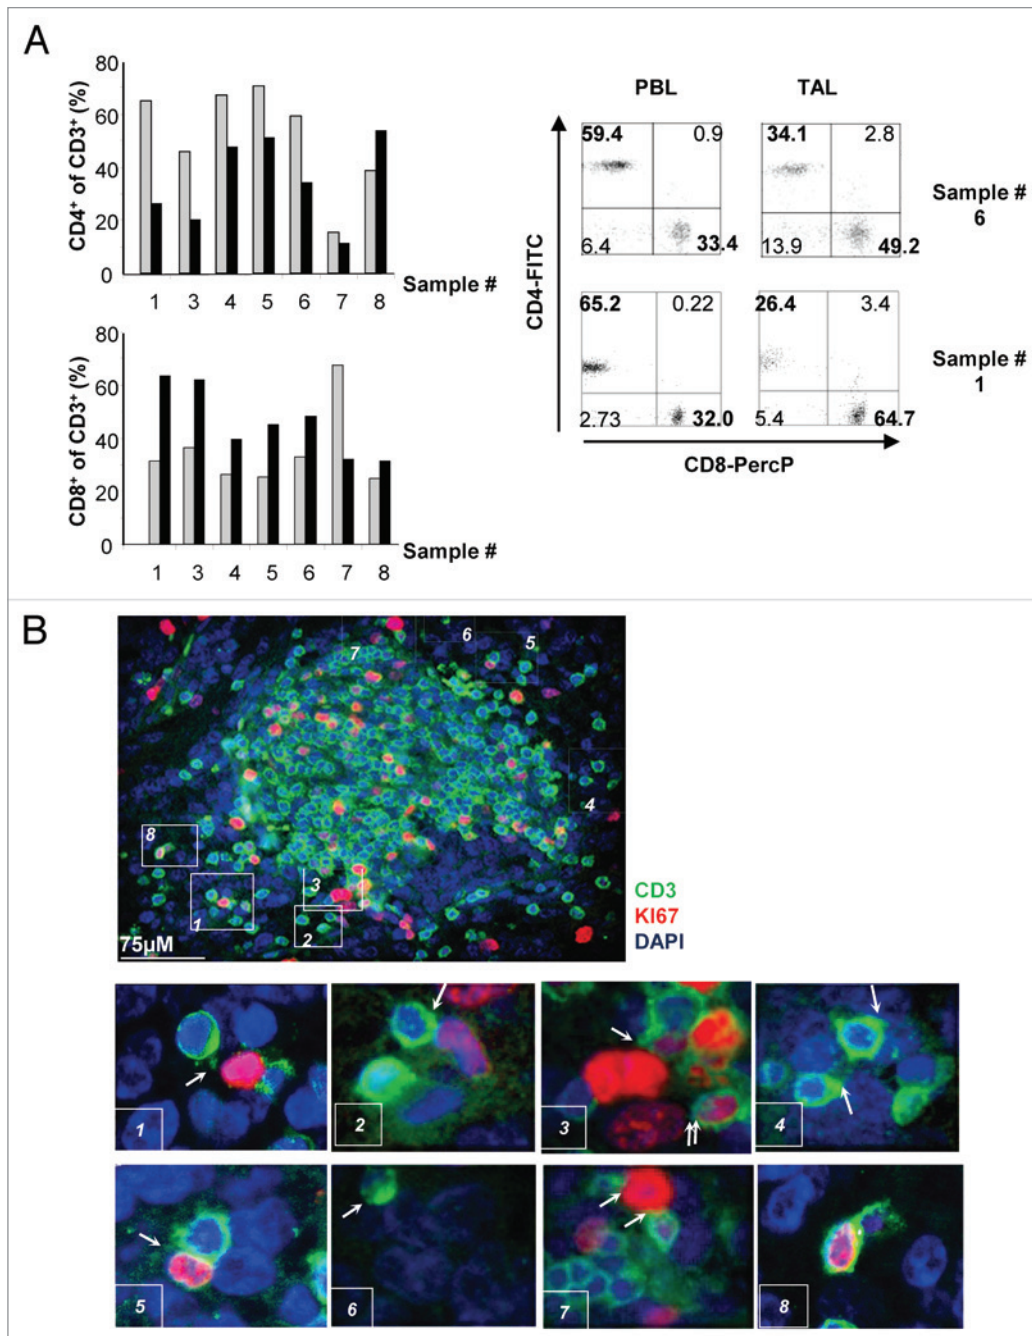 A
CD4+ of CD3+ (%)
80
60
40
20
0
1 3 4 5 6 7 8
Sample #
CD8+ of CD3+ (%)
80
60
40
20
0
1 3 4 5 6 7 8
Sample #
PBL TAL
59.4 0.9 34.1 2.8
6.4 33.4 13.9 49.2
Sample #
6
65.2 0.22 26.4 3.4
2.73 32.0 5.4 64.7
Sample #
1
CD4-FITC
CD8-PercP
B
7 6 5
4
8
1 3
2
75µM
CD3
KI67
DAPI
1 2 3 4
5 6 7 8